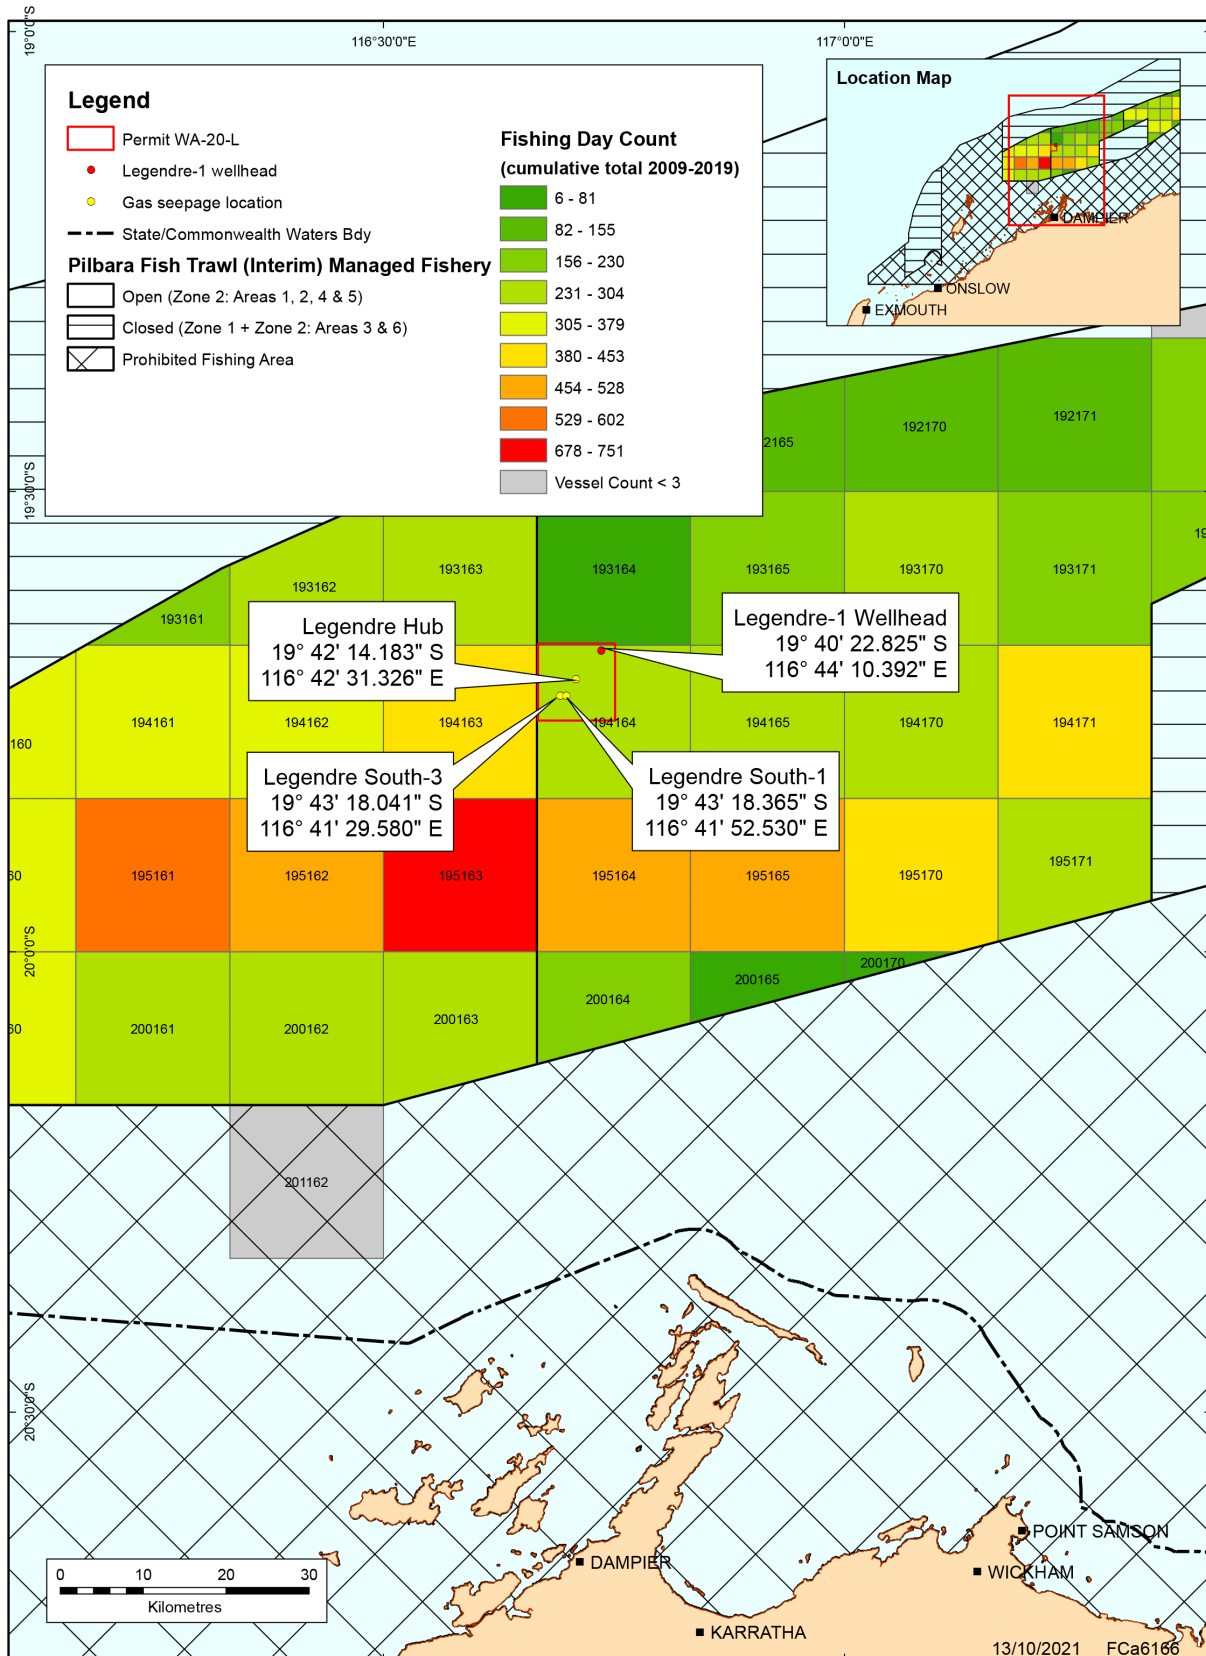 19°0'0"S
116°30'0"E
117°0'0"E
Legend
Permit WA-20-L
Legendre-1 wellhead
Gas seepage location
State/Commonwealth Waters Bdy
Pilbara Fish Trawl (Interim) Managed Fishery
Open (Zone 2: Areas 1, 2, 4 & 5)
Closed (Zone 1 + Zone 2: Areas 3 & 6)
Prohibited Fishing Area
Fishing Day Count
(cumulative total 2009-2019)
6 - 81
82 - 155
156 - 230
231 - 304
305 - 379
380 - 453
454 - 528
529 - 602
678 - 751
Vessel Count < 3
Location Map
DAMPIER
ONSLOW
EXMOUTH
19°30'0"S
2165
192170
192171
193161
193162
193163
193164
193165
193170
193171
19
Legendre Hub
19° 42' 14.183" S
116° 42' 31.326" E
Legendre-1 Wellhead
19° 40' 22.825" S
116° 44' 10.392" E
160
194161
194162
194163
194164
194165
194170
194171
Legendre South-3
19° 43' 18.041" S
116° 41' 29.580" E
Legendre South-1
19° 43' 18.365" S
116° 41' 52.530" E
60
195161
195162
195163
195164
195165
195170
195171
20°0'0"S
60
200161
200162
200163
200164
200165
200170
201162
20°30'0"S
POINT SAMSON
WICKHAM
DAMPIER
KARRATHA
0 10 20 30
Kilometres
13/10/2021 FCa6166